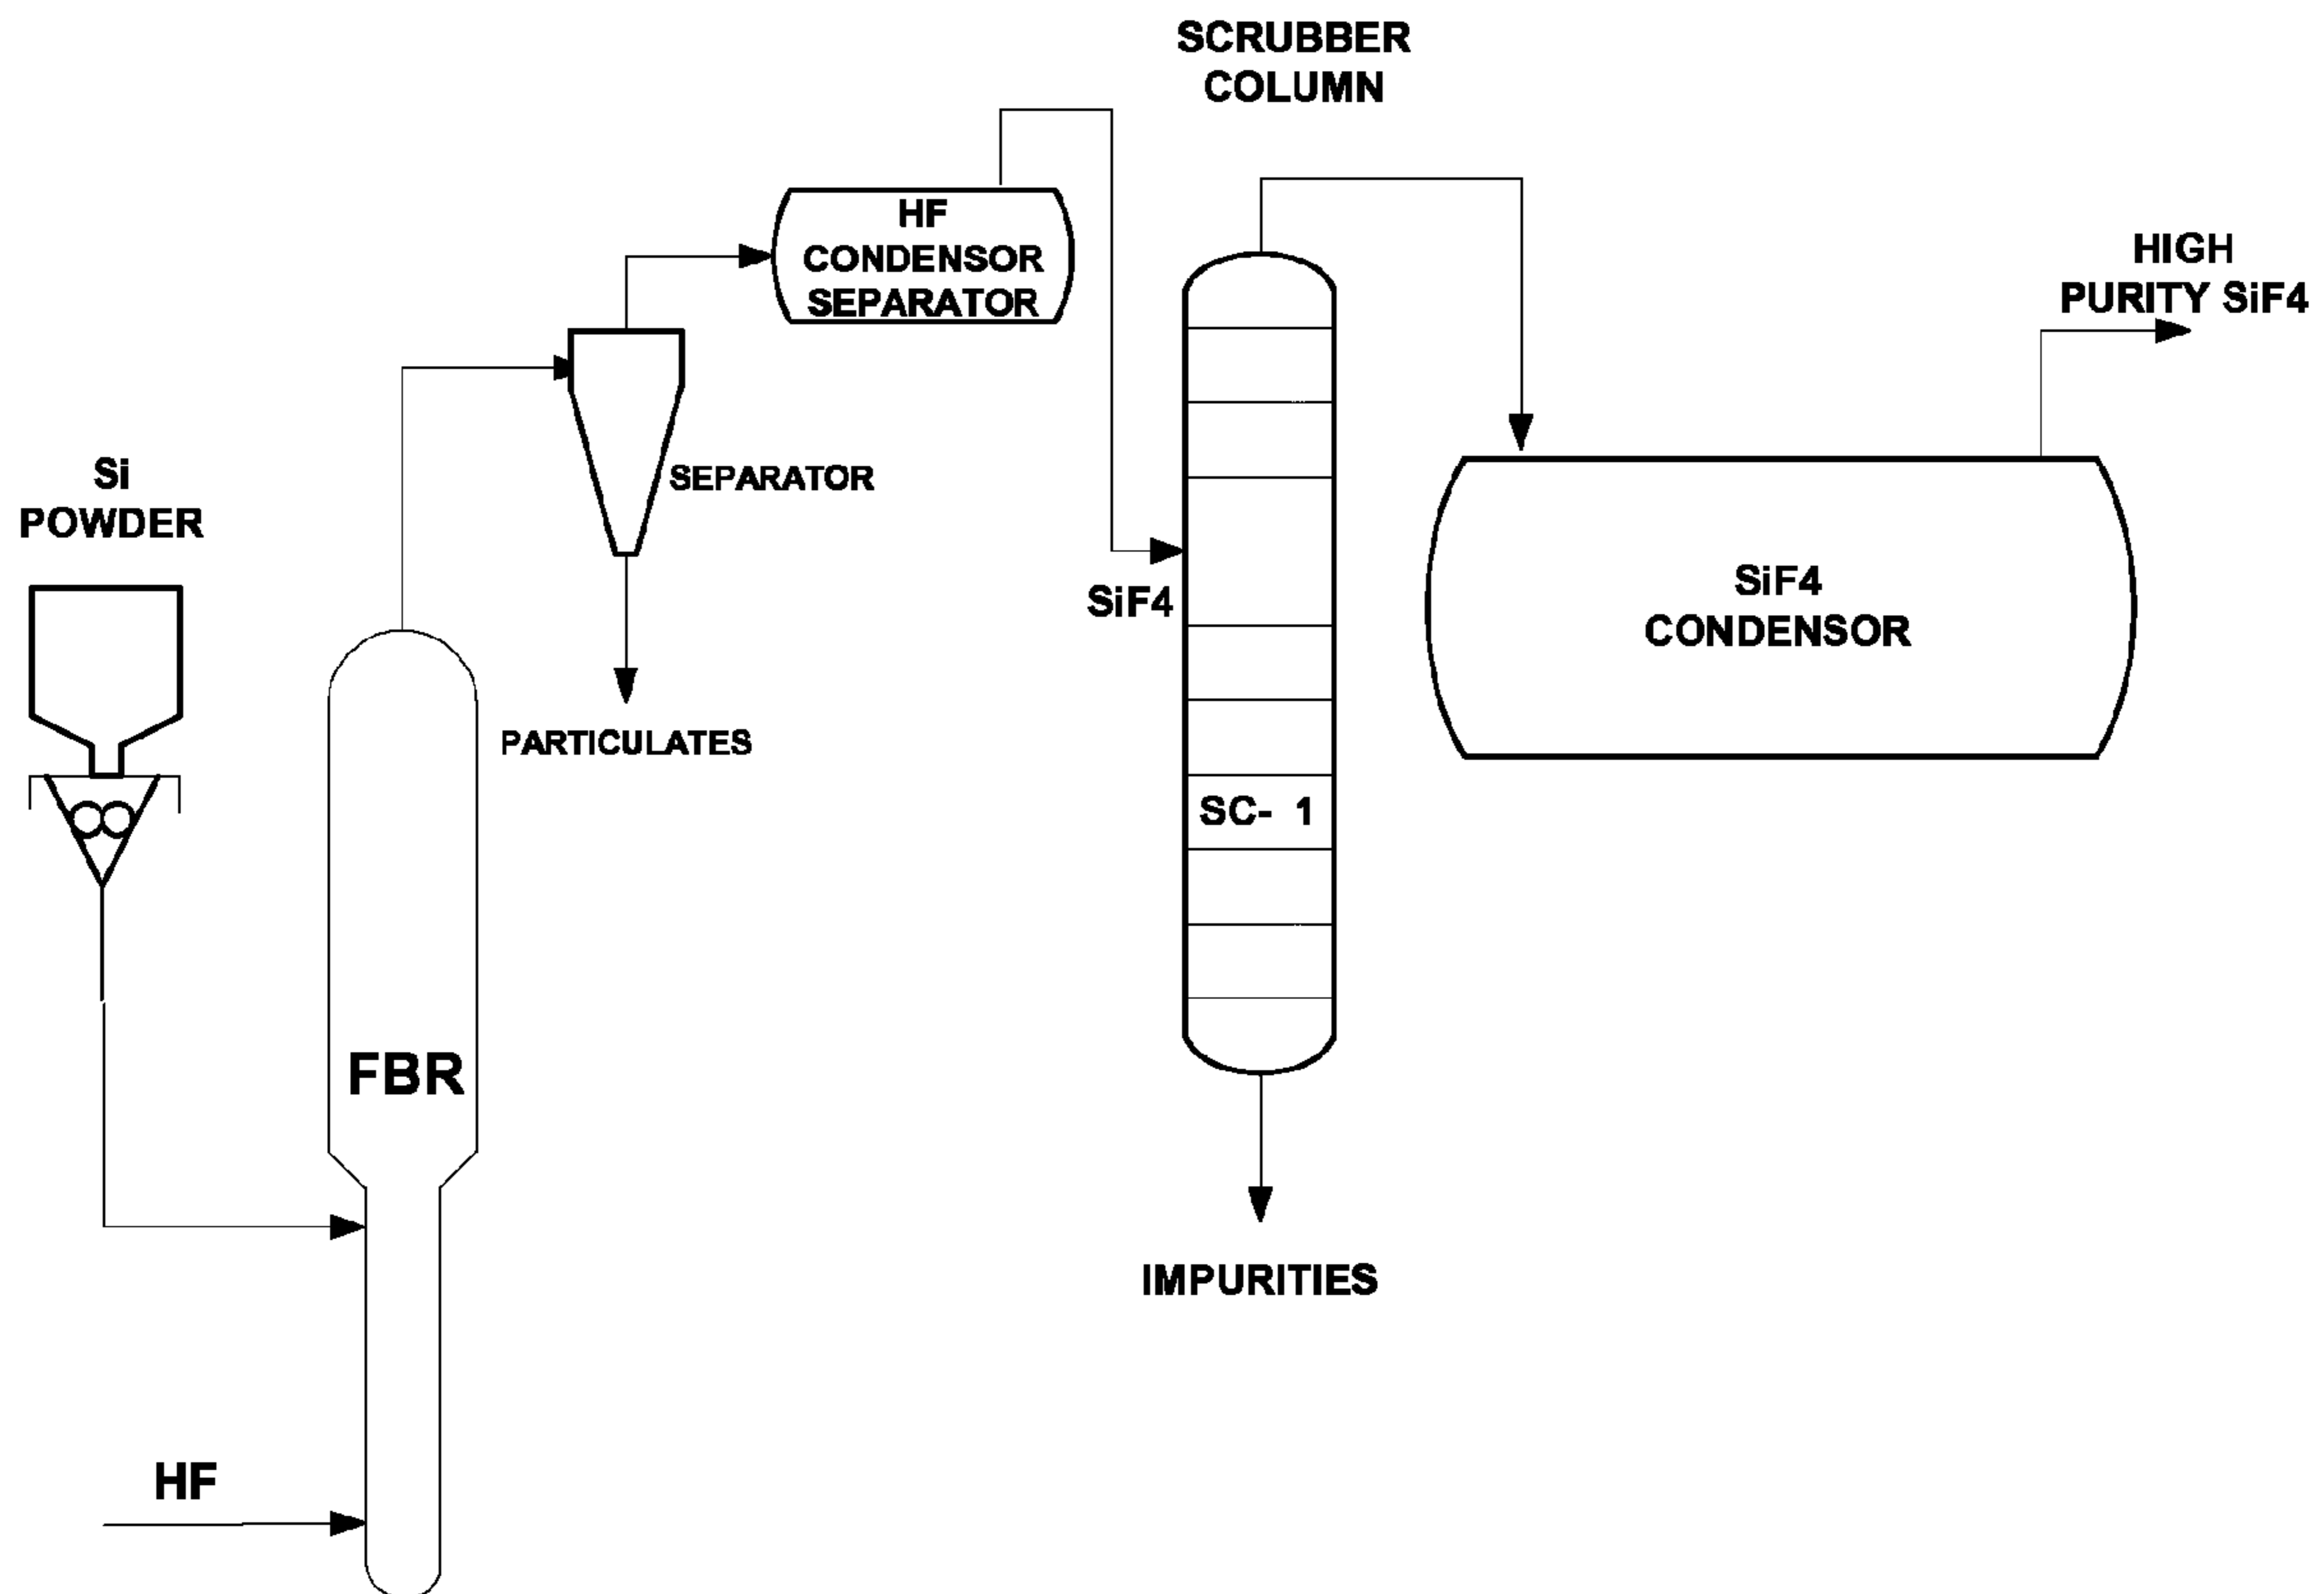 SCRUBBER
COLUMN
HF
CONDENSOR
SEPARATOR
HIGH
PURITY SiF4
Si
POWDER
SEPARATOR
SiF4
SiF4
CONDENSOR
PARTICULATES
SC- 1
FBR
IMPURITIES
HF